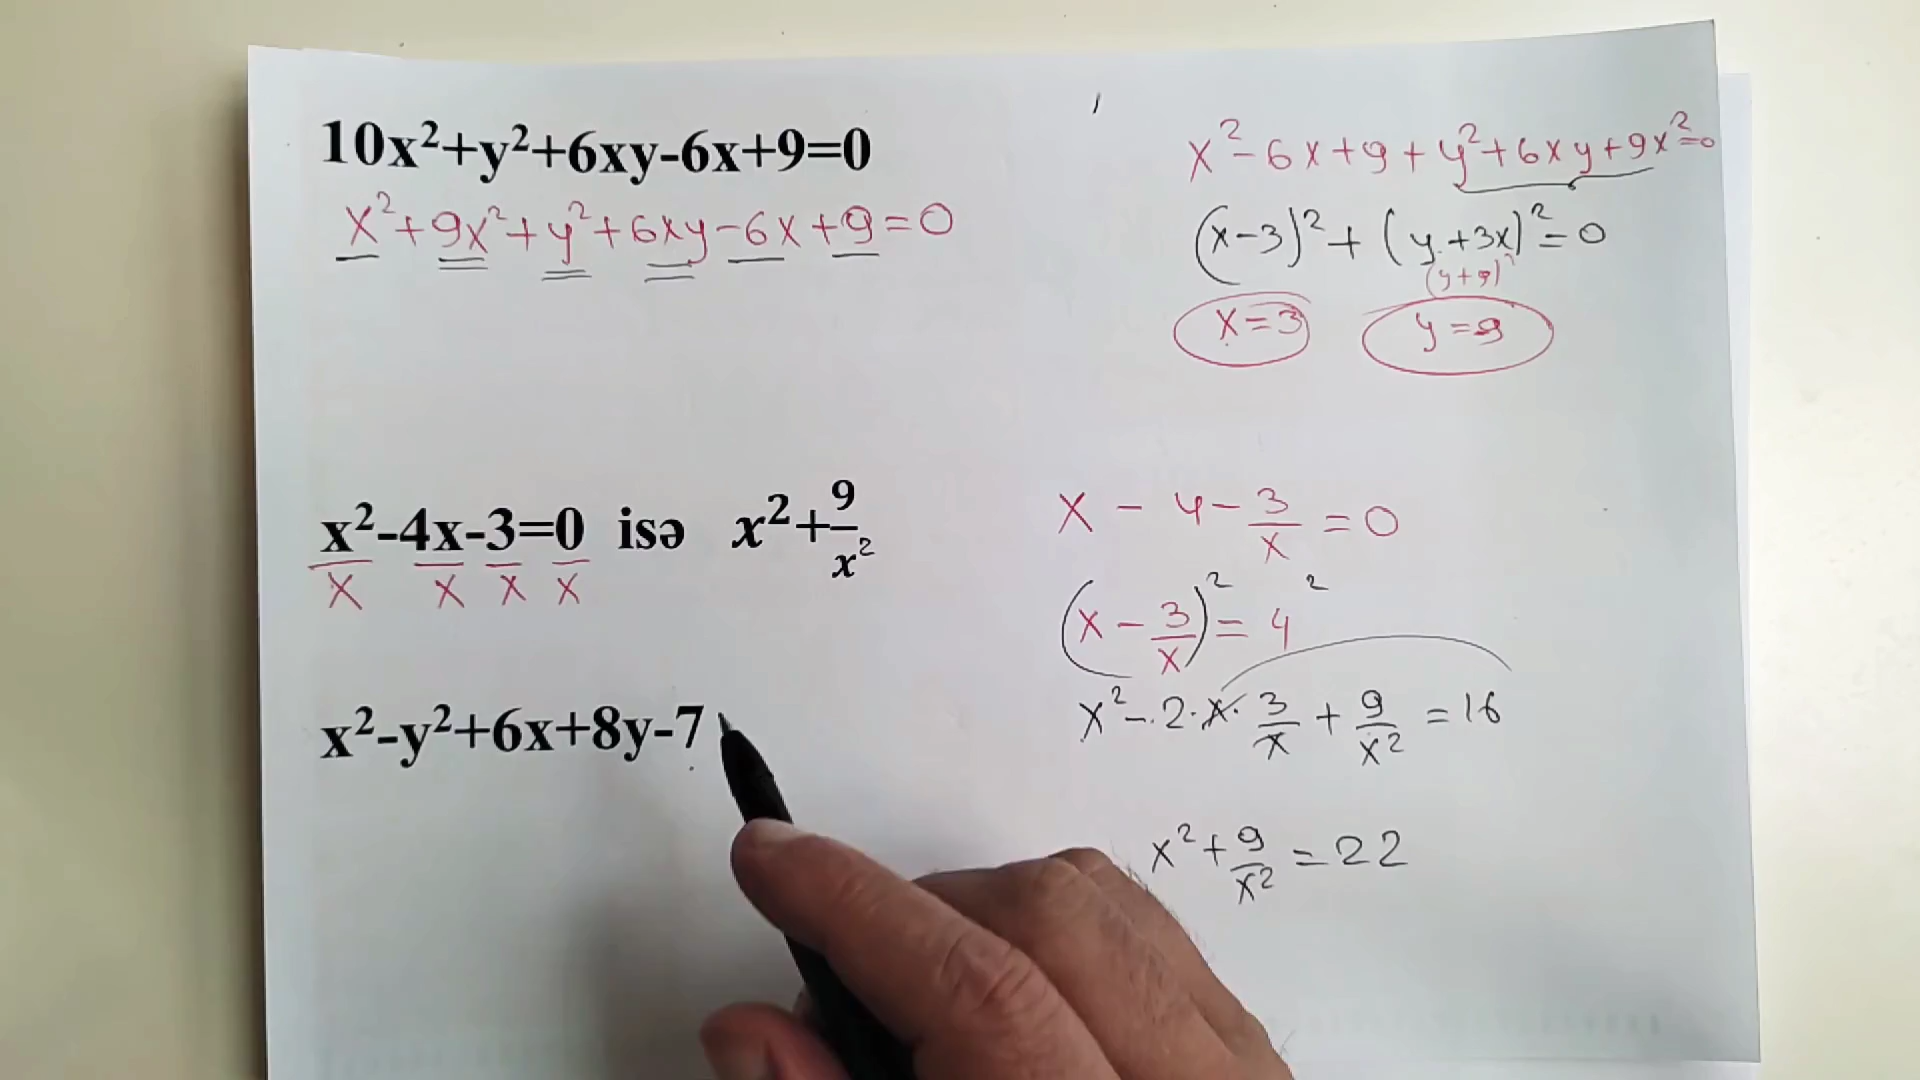 10x²+y²+6xy-6x+9=0
x²+9x²+y²+6xy-6x+9=0
x²-6x+9+y²+6xy+9x²=0
(x-3)²+(y+3x)²=0
(y+9)²
x=3 y=9
x²-4x-3=0 isə x²+9/x²
x x x x
x-4-3/x=0
(x-3/x)²=4²
x²-2·x·3/x+9/x²=16
x²+9/x²=22
x²-y²+6x+8y-7